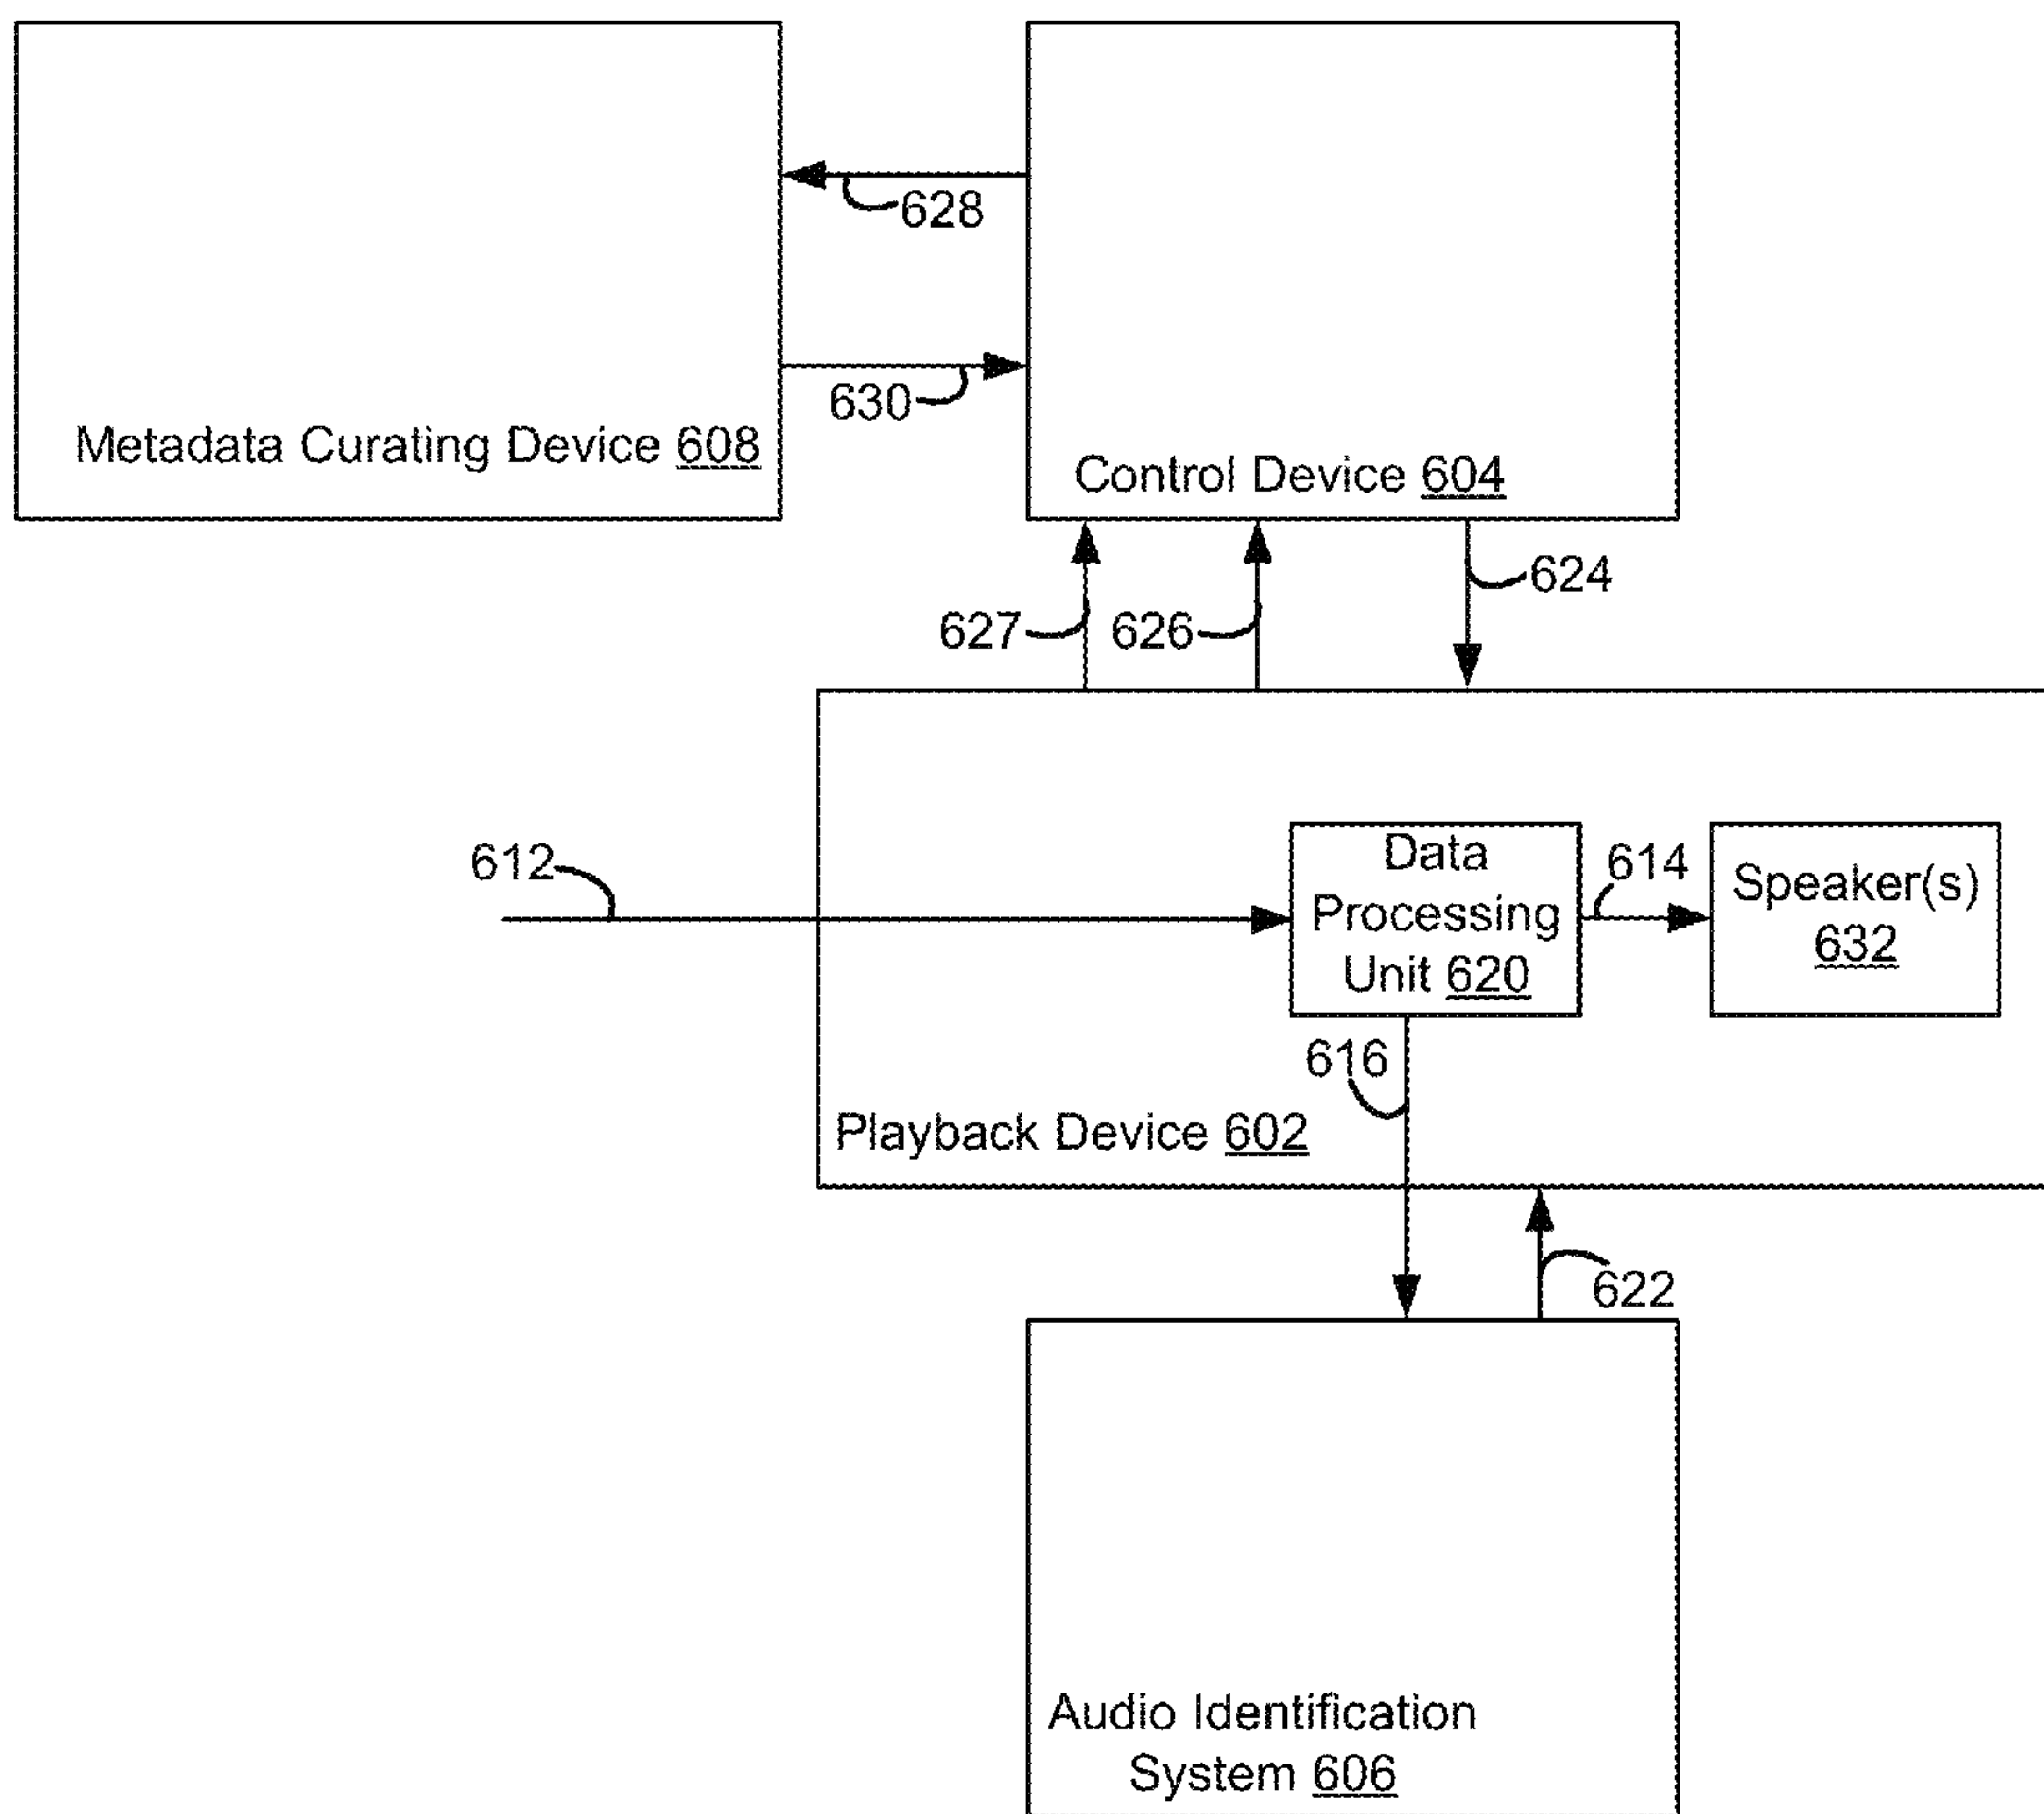 628
630
Metadata Curating Device 608
Control Device 604
624
627
626
612
Data
Processing
Unit 620
614
Speaker(s)
632
616
Playback Device 602
622
Audio Identification
System 606